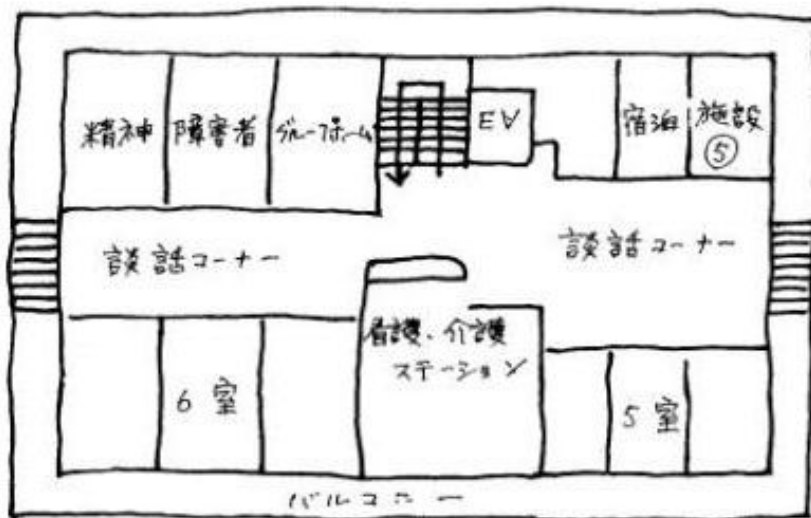 精神 障害者 グループホーム EV 宿泊 施設
⑤
談話コーナー 談話コーナー
看護、介護
ステーション
6室 5室
バルコニー